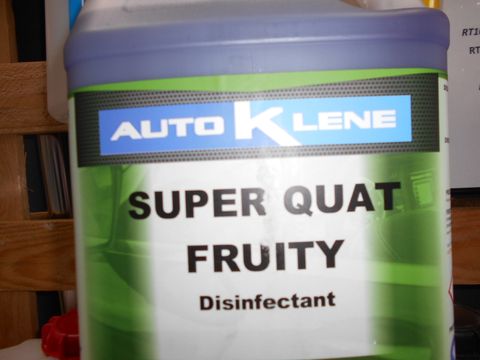 AUTO KLENE
SUPER QUAT
FRUITY
Disinfectant